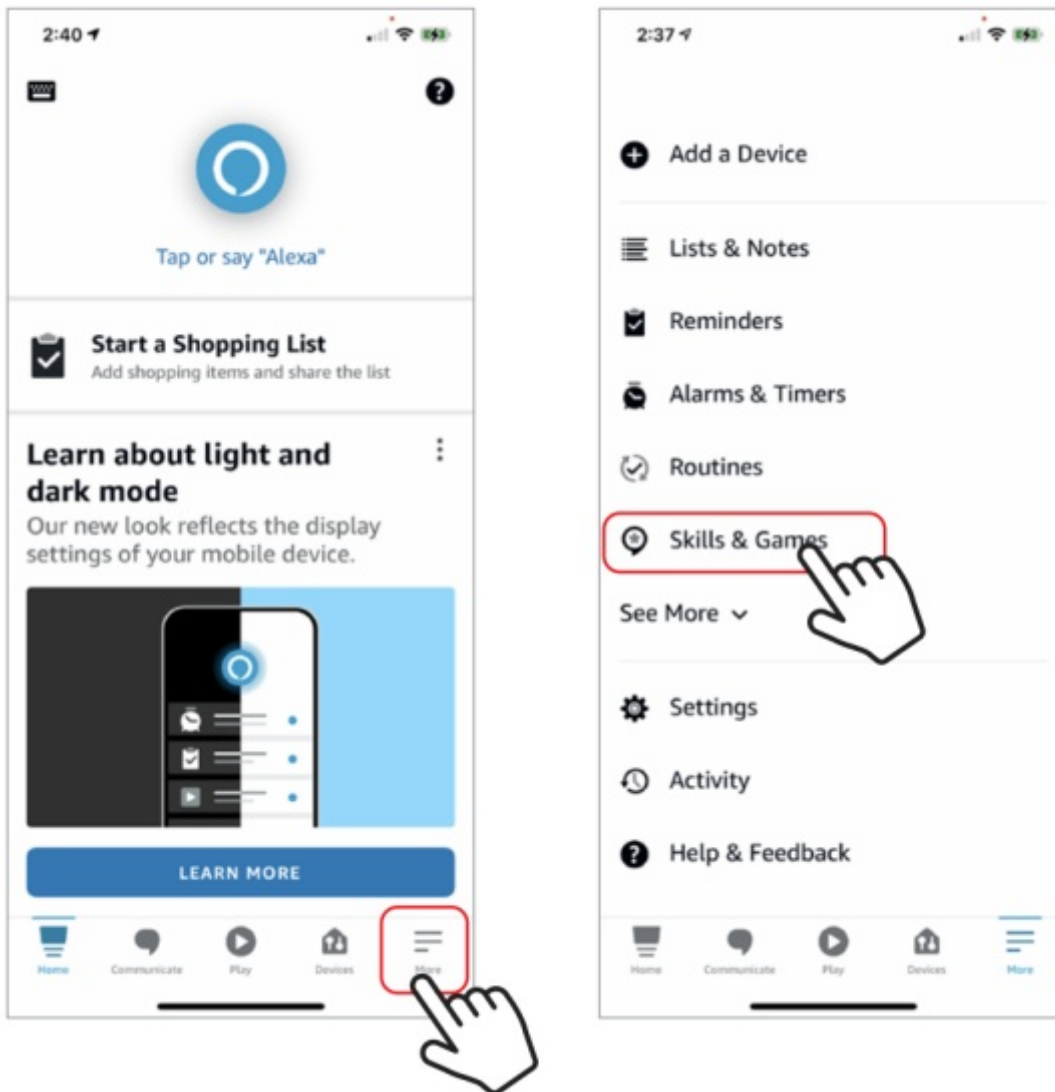 2:40
Tap or say "Alexa"
Start a Shopping List
Add shopping items and share the list
Learn about light and
dark mode
Our new look reflects the display
settings of your mobile device.
LEARN MORE
Home Communicate Play Devices More
2:37
Add a Device
Lists & Notes
Reminders
Alarms & Timers
Routines
Skills & Games
See More
Settings
Activity
Help & Feedback
Home Communicate Play Devices More